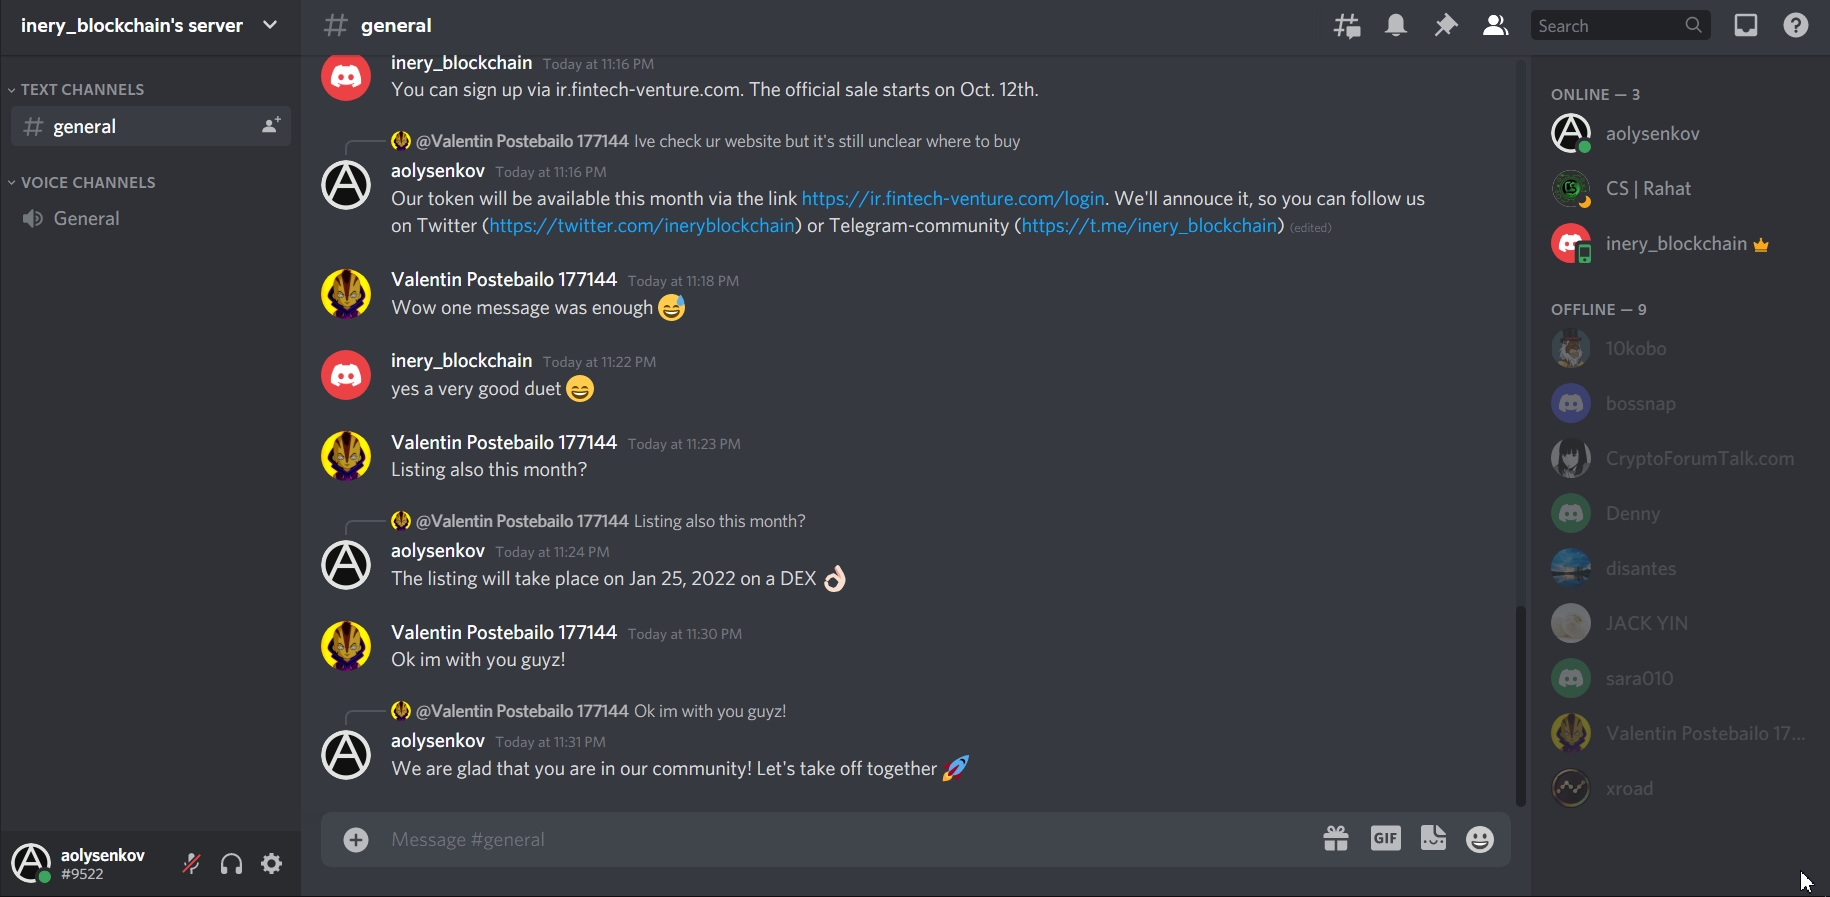 inery_blockchain's server
TEXT CHANNELS
general
VOICE CHANNELS
General
aolysenkov
#9522
# general
Search
inery_blockchain Today at 11:16 PM
You can sign up via ir.fintech-venture.com. The official sale starts on Oct. 12th.
@Valentin Postebailo 177144 Ive check ur website but it's still unclear where to buy
aolysenkov Today at 11:16 PM
Our token will be available this month via the link https://ir.fintech-venture.com/login. We'll annouce it, so you can follow us
on Twitter (https://twitter.com/ineryblockchain) or Telegram-community (https://t.me/inery_blockchain) (edited)
Valentin Postebailo 177144 Today at 11:18 PM
Wow one message was enough 😅
inery_blockchain Today at 11:22 PM
yes a very good duet 😄
Valentin Postebailo 177144 Today at 11:23 PM
Listing also this month?
@Valentin Postebailo 177144 Listing also this month?
aolysenkov Today at 11:24 PM
The listing will take place on Jan 25, 2022 on a DEX 👌🏻
Valentin Postebailo 177144 Today at 11:30 PM
Ok im with you guyz!
@Valentin Postebailo 177144 Ok im with you guyz!
aolysenkov Today at 11:31 PM
We are glad that you are in our community! Let's take off together 🚀
Message #general
GIF
ONLINE — 3
aolysenkov
CS | Rahat
inery_blockchain
OFFLINE — 9
10kobo
bossnap
CryptoForumTalk.com
Denny
disantes
JACK YIN
sara010
Valentin Postebailo 17...
xroad